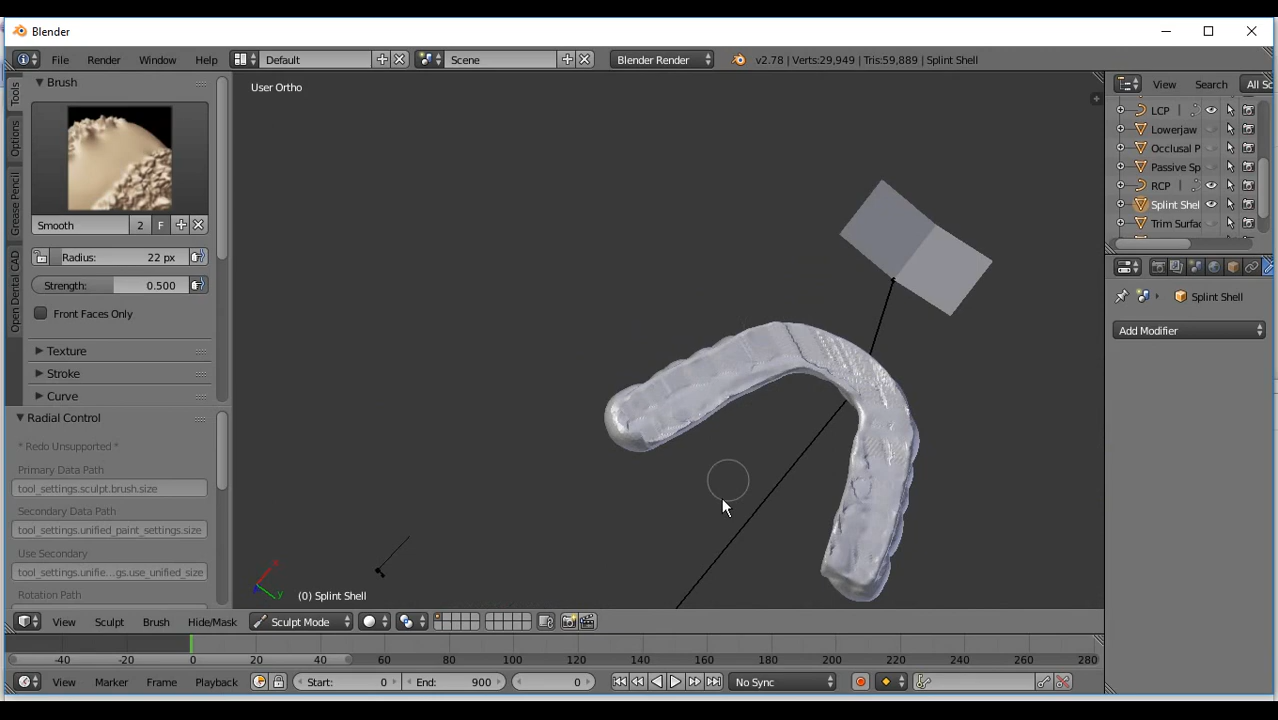 Blender
File Render Window Help Default Scene Blender Render v2.78 | Verts:29,949 | Tris:59,889 | Splint Shell
Tools
Options
Grease Pencil
Open Dental CAD
Brush
Smooth 2 F
Radius: 22 px
Strength: 0.500
Front Faces Only
Texture
Stroke
Curve
Radial Control
* Redo Unsupported *
Primary Data Path
tool_settings.sculpt.brush.size
Secondary Data Path
tool_settings.unified_paint_settings.size
Use Secondary
tool_settings.unifie...gs.use_unified_size
Rotation Path
User Ortho
x
y
(0) Splint Shell
View Search All Sc
LCP
Lowerjaw
Occlusal P
Passive Sp
RCP
Splint Shel
Trim Surfac
Splint Shell
Add Modifier
View Sculpt Brush Hide/Mask Sculpt Mode
-40 -20 0 20 40 60 80 100 120 140 160 180 200 220 240 260 280
View Marker Frame Playback Start: 0 End: 900 0 No Sync